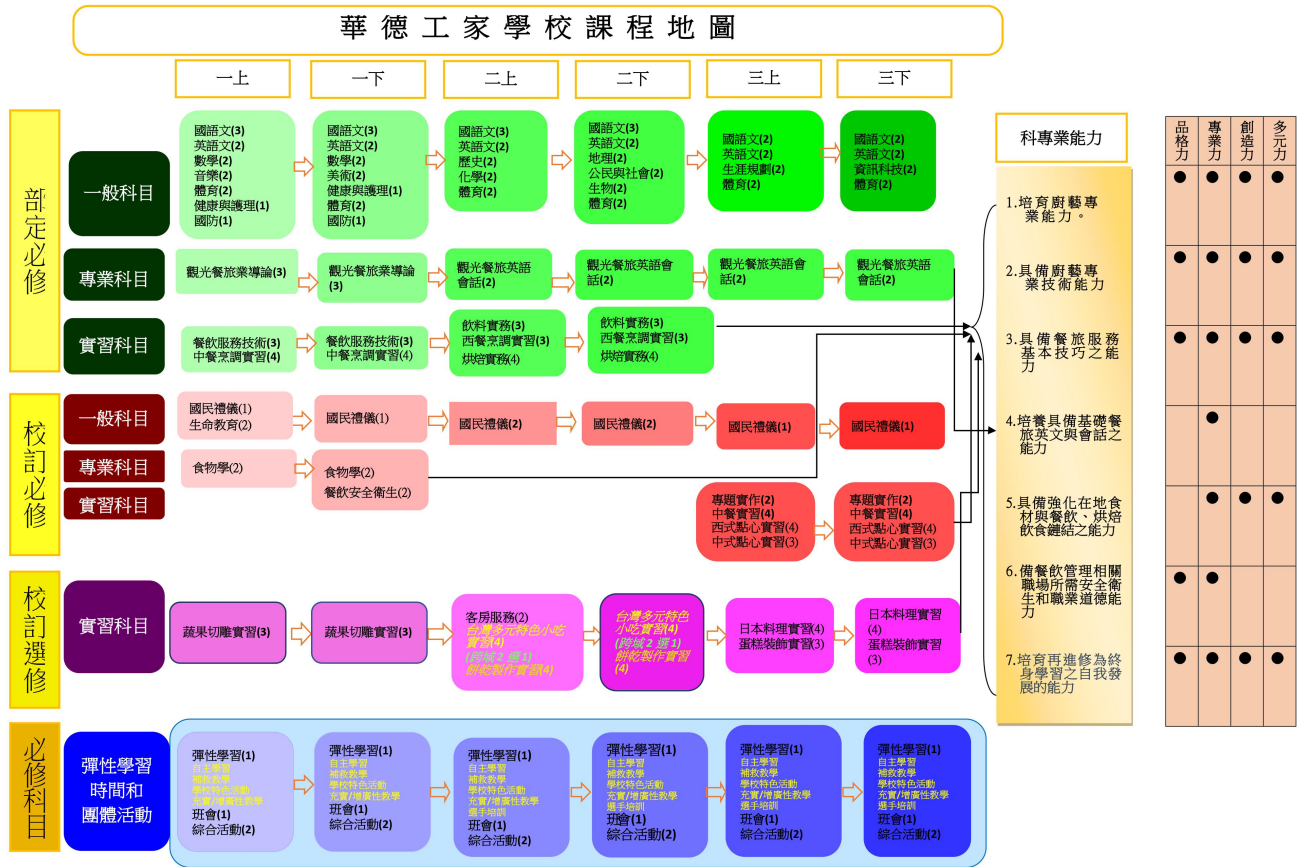 華德工家學校課程地圖
一上
一下
二上
二下
三上
三下
部定必修
一般科目
國語文(3)
英語文(2)
數學(2)
音樂(2)
體育(2)
健康與護理(1)
國防(1)
國語文(3)
英語文(2)
數學(2)
美術(2)
健康與護理(1)
體育(2)
國防(1)
國語文(3)
英語文(2)
歷史(2)
化學(2)
體育(2)
國語文(3)
英語文(2)
地理(2)
公民與社會(2)
生物(2)
體育(2)
國語文(2)
英語文(2)
生涯規劃(2)
體育(2)
國語文(2)
英語文(2)
資訊科技(2)
體育(2)
專業科目
觀光餐旅業導論(3)
觀光餐旅業導論
(3)
觀光餐旅英語
會話(2)
觀光餐旅英語會
話(2)
觀光餐旅英語會
話(2)
觀光餐旅英語
會話(2)
實習科目
餐飲服務技術(3)
中餐烹調實習(4)
餐飲服務技術(3)
中餐烹調實習(4)
飲料實務(3)
西餐烹調實習(3)
烘焙實務(4)
飲料實務(3)
西餐烹調實習(3)
烘焙實務(4)
校訂必修
一般科目
國民禮儀(1)
生命教育(2)
國民禮儀(1)
國民禮儀(2)
國民禮儀(2)
國民禮儀(1)
國民禮儀(1)
專業科目
食物學(2)
食物學(2)
餐飲安全衛生(2)
實習科目
專題實作(2)
中餐實習(4)
西式點心實習(4)
中式點心實習(3)
專題實作(2)
中餐實習(4)
西式點心實習(4)
中式點心實習(3)
校訂選修
實習科目
蔬果切雕實習(3)
蔬果切雕實習(3)
客房服務(2)
台灣多元特色小吃
實習(4)
(跨域 2 選 1)
餅乾製作實習(4)
台灣多元特色
小吃實習(4)
(跨域 2 選 1)
餅乾製作實習
(4)
日本料理實習(4)
蛋糕裝飾實習(3)
日本料理實習
(4)
蛋糕裝飾實習
(3)
必修科目
彈性學習
時間和
團體活動
彈性學習(1)
自主學習
補救教學
學校特色活動
充實/增廣性教學
班會(1)
綜合活動(2)
彈性學習(1)
自主學習
補救教學
學校特色活動
充實/增廣性教學
班會(1)
綜合活動(2)
彈性學習(1)
自主學習
補救教學
學校特色活動
充實/增廣性教學
選手培訓
班會(1)
綜合活動(2)
彈性學習(1)
自主學習
補救教學
學校特色活動
充實/增廣性教學
選手培訓
班會(1)
綜合活動(2)
彈性學習(1)
自主學習
補救教學
學校特色活動
充實/增廣性教學
選手培訓
班會(1)
綜合活動(2)
彈性學習(1)
自主學習
補救教學
學校特色活動
充實/增廣性教學
選手培訓
班會(1)
綜合活動(2)
科專業能力
1.培育廚藝專
業能力。
2.具備廚藝專
業技術能力
3.具備餐旅服務
基本技巧之能
力
4.培養具備基礎餐
旅英文與會話之
能力
5.具備強化在地食
材與餐飲、烘焙
飲食鏈結之能力
6.備餐飲管理相關
職場所需安全衛
生和職業道德能
力
7.培育再進修為終
身學習之自我發
展的能力
品格力
專業力
創造力
多元力